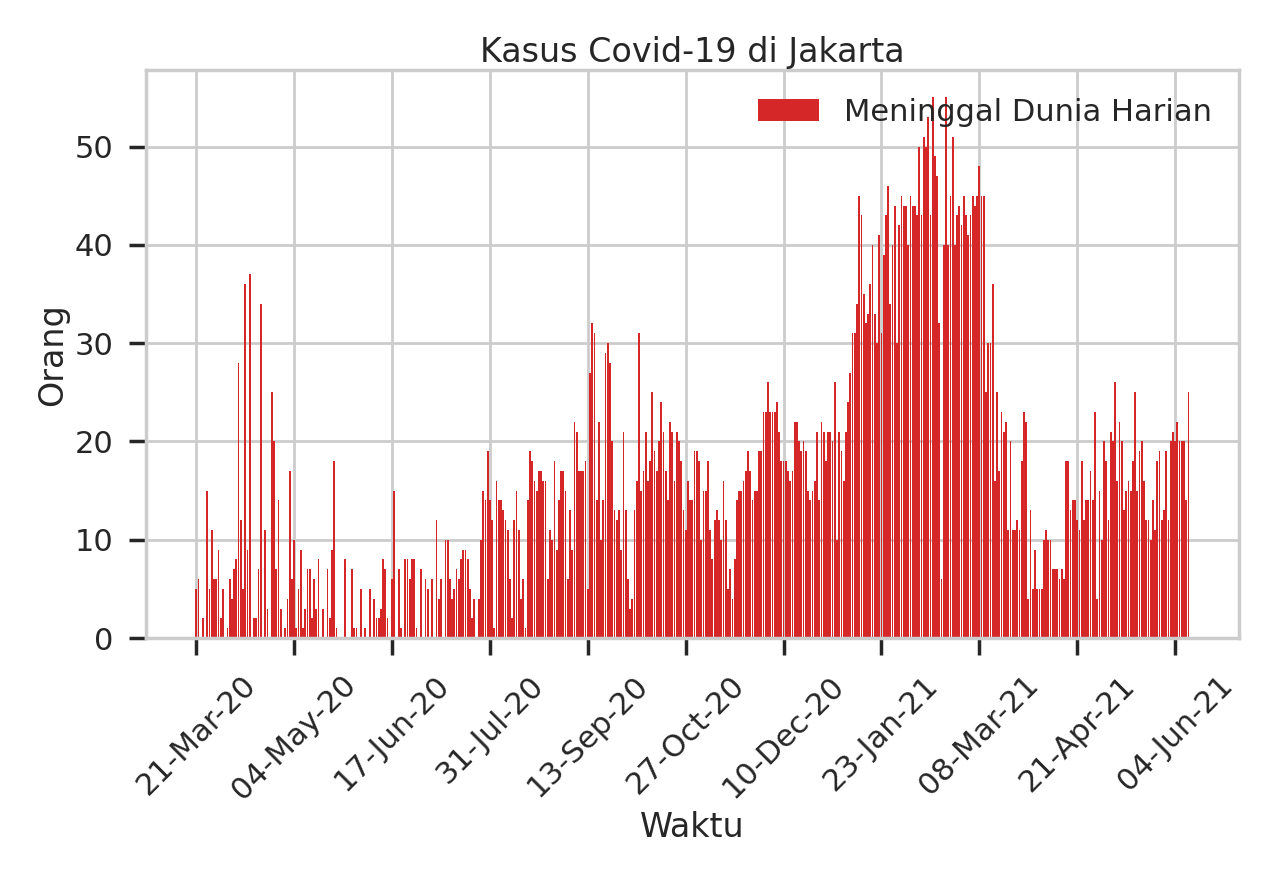 Kasus Covid-19 di Jakarta
Meninggal Dunia Harian
Orang
50
40
30
20
10
0
21-Mar-20
04-May-20
17-Jun-20
31-Jul-20
13-Sep-20
27-Oct-20
10-Dec-20
23-Jan-21
08-Mar-21
21-Apr-21
04-Jun-21
Waktu